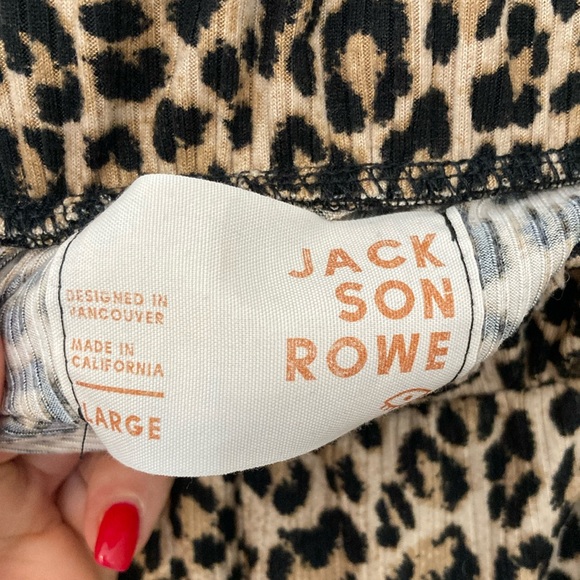 DESIGNED IN
VANCOUVER
MADE IN
CALIFORNIA
LARGE
JACK
SON
ROWE